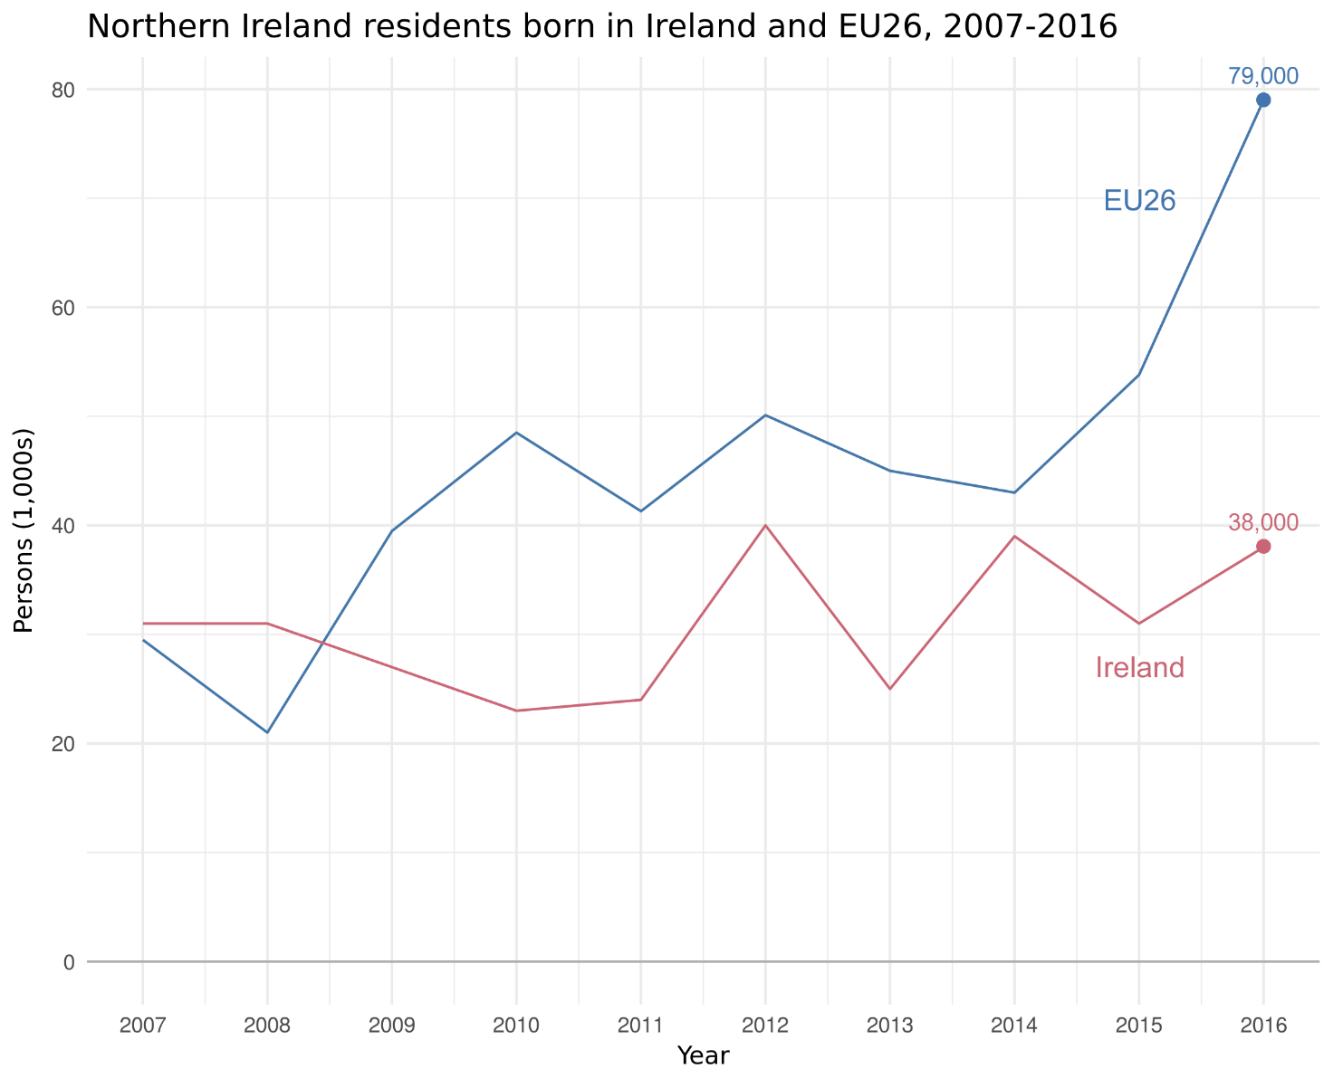 Northern Ireland residents born in Ireland and EU26, 2007-2016
79,000
80
EU26
60
Persons (1,000s)
40
38,000
Ireland
20
0
2007 2008 2009 2010 2011 2012 2013 2014 2015 2016
Year